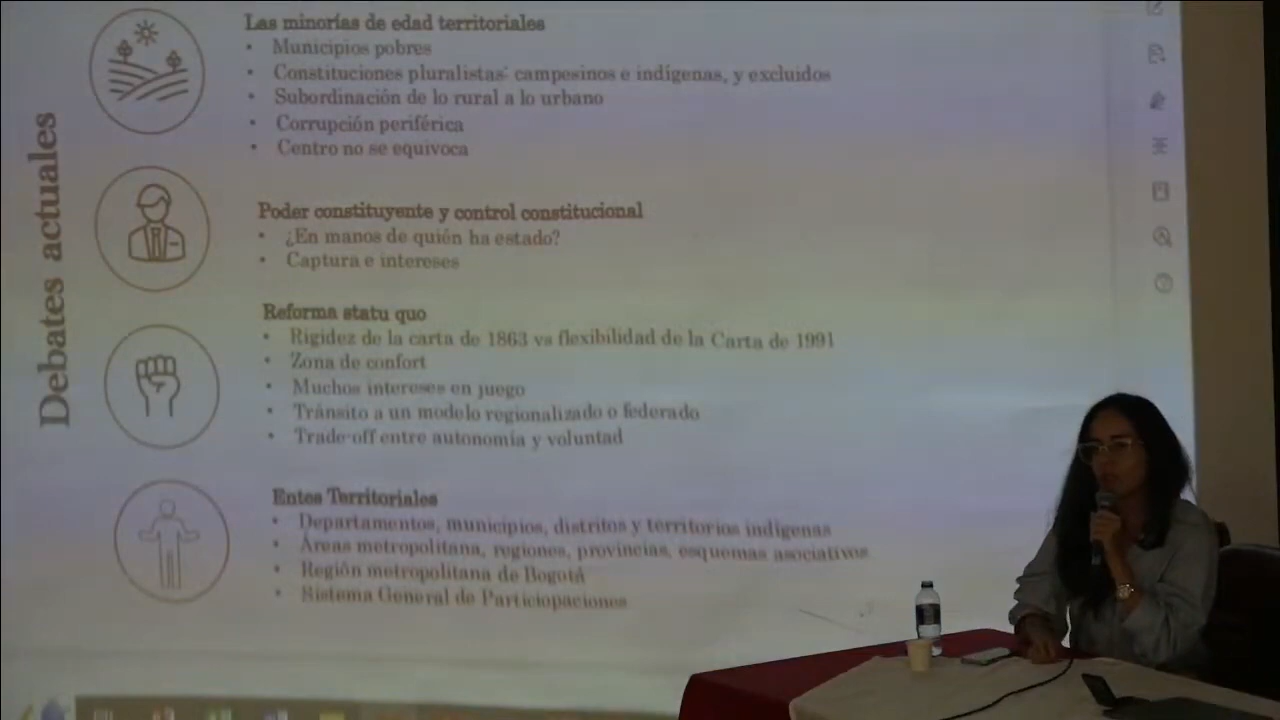 Debates actuales
Las minorías de edad territoriales
• Municipios pobres
• Constituciones pluralistas: campesinos e indígenas, y excluidos
• Subordinación de lo rural a lo urbano
• Corrupción periférica
• Centro no se equivoca
Poder constituyente y control constitucional
• ¿En manos de quién ha estado?
• Captura e intereses
Reforma statu quo
• Rigidez de la carta de 1863 vs flexibilidad de la Carta de 1991
• Zona de confort
• Muchos intereses en juego
• Tránsito a un modelo regionalizado o federado
• Trade-off entre autonomía y voluntad
Entes Territoriales
• Departamentos, municipios, distritos y territorios indígenas
• Áreas metropolitana, regiones, provincias, esquemas asociativos
• Región metropolitana de Bogotá
• Sistema General de Particiopaciones